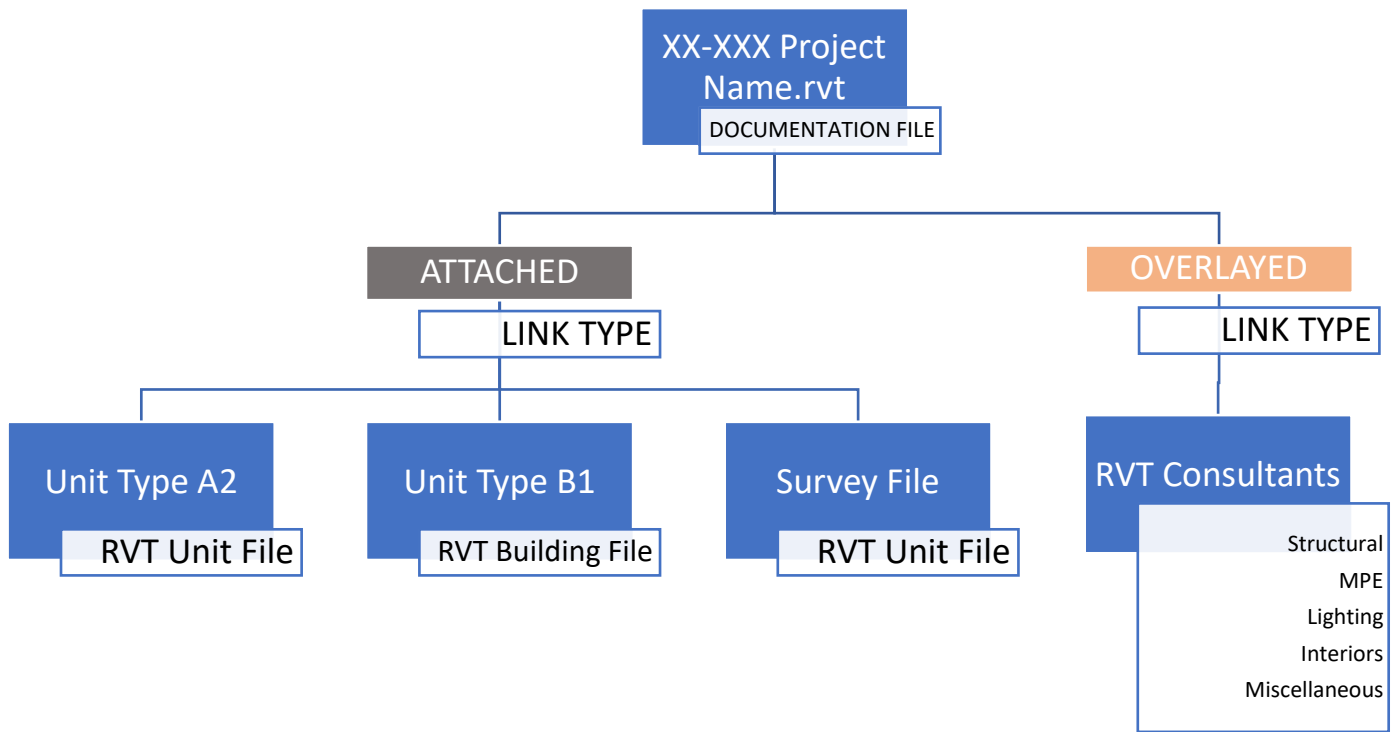 XX-XXX Project
Name.rvt
DOCUMENTATION FILE
ATTACHED
LINK TYPE
OVERLAYED
LINK TYPE
Unit Type A2
RVT Unit File
Unit Type B1
RVT Building File
Survey File
RVT Unit File
RVT Consultants
Structural
MPE
Lighting
Interiors
Miscellaneous